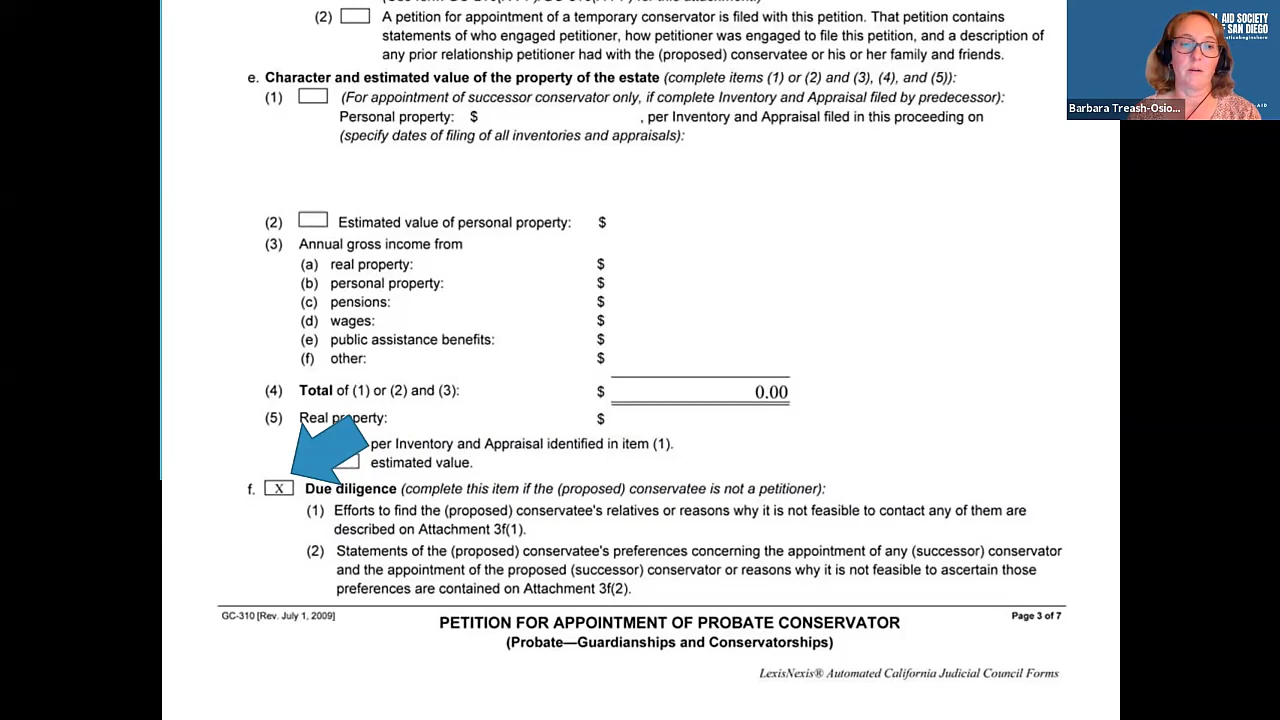 (2) A petition for appointment of a temporary conservator is filed with this petition. That petition contains
statements of who engaged petitioner, how petitioner was engaged to file this petition, and a description of
any prior relationship petitioner had with the (proposed) conservatee or his or her family and friends.
e. Character and estimated value of the property of the estate (complete items (1) or (2) and (3), (4), and (5)):
(1) (For appointment of successor conservator only, if complete Inventory and Appraisal filed by predecessor):
Personal property: $ , per Inventory and Appraisal filed in this proceeding on
(specify dates of filing of all inventories and appraisals):
(2) Estimated value of personal property: $
(3) Annual gross income from
(a) real property: $
(b) personal property: $
(c) pensions: $
(d) wages: $
(e) public assistance benefits: $
(f) other: $
(4) Total of (1) or (2) and (3): $ 0.00
(5) Real property: $
per Inventory and Appraisal identified in item (1).
estimated value.
f. X Due diligence (complete this item if the (proposed) conservatee is not a petitioner):
(1) Efforts to find the (proposed) conservatee's relatives or reasons why it is not feasible to contact any of them are
described on Attachment 3f(1).
(2) Statements of the (proposed) conservatee's preferences concerning the appointment of any (successor) conservator
and the appointment of the proposed (successor) conservator or reasons why it is not feasible to ascertain those
preferences are contained on Attachment 3f(2).
GC-310 [Rev. July 1, 2009]
PETITION FOR APPOINTMENT OF PROBATE CONSERVATOR
Page 3 of 7
(Probate—Guardianships and Conservatorships)
LexisNexis® Automated California Judicial Council Forms
AID SOCIETY
SAN DIEGO
Barbara Treash-Osio...